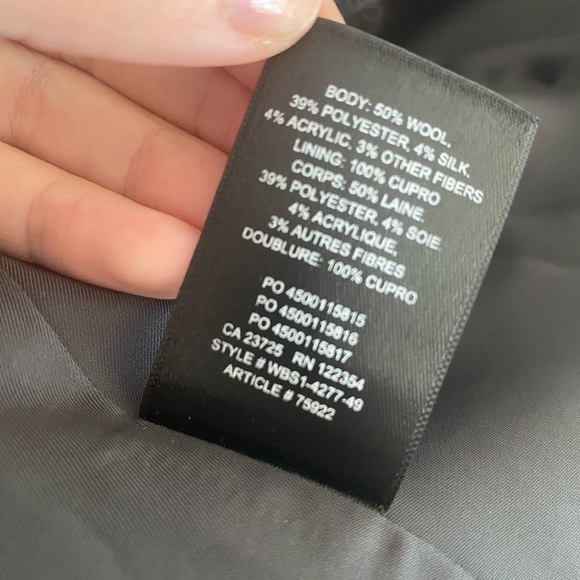 BODY: 50% WOOL,
39% POLYESTER, 4% SILK,
4% ACRYLIC, 3% OTHER FIBERS
LINING: 100% CUPRO
CORPS: 50% LAINE,
39% POLYESTER, 4% SOIE,
4% ACRYLIQUE,
3% AUTRES FIBRES
DOUBLURE: 100% CUPRO
PO 4500115815
PO 4500115816
PO 4500115817
CA 23725 RN 122354
STYLE # WBS1-4277-49
ARTICLE # 75922